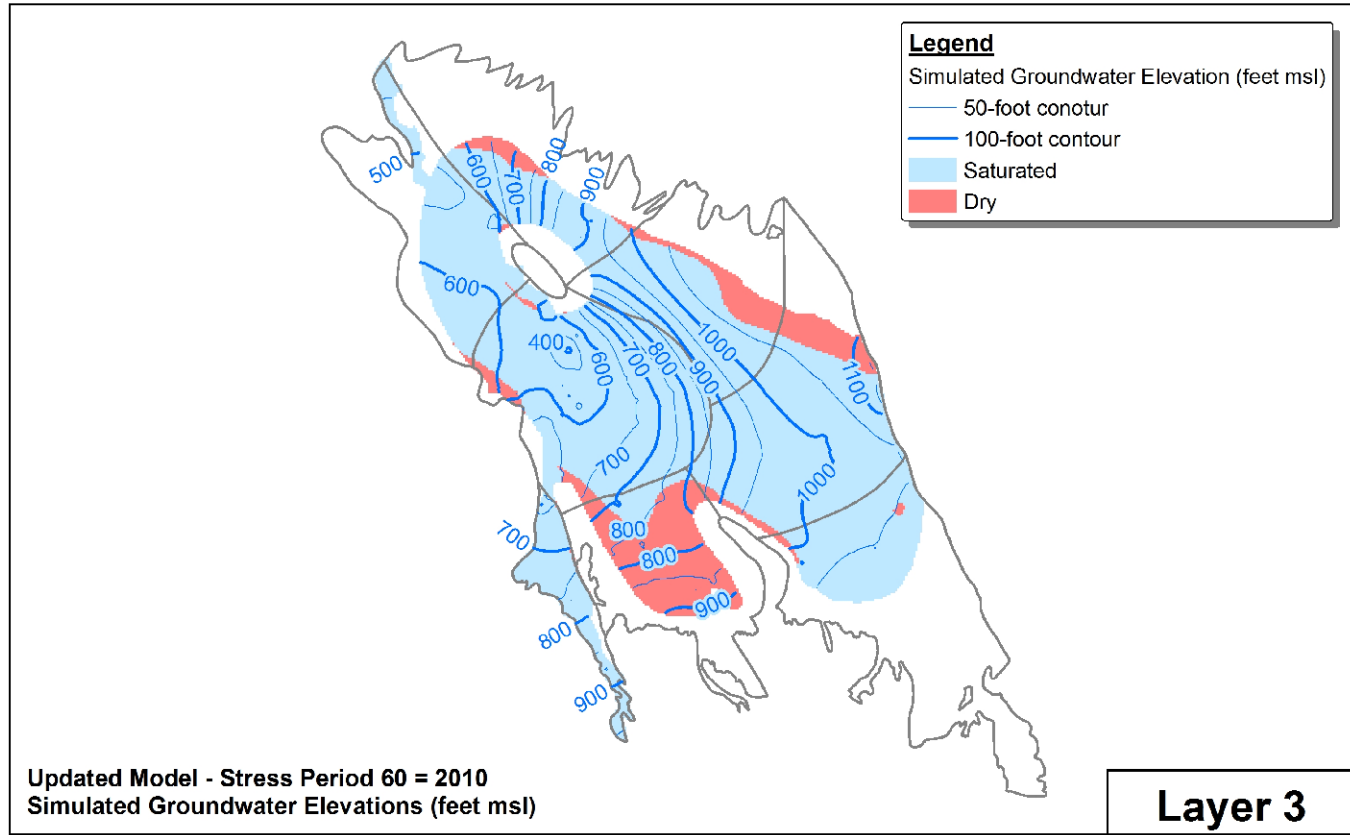 Legend
Simulated Groundwater Elevation (feet msl)
50-foot conotur
100-foot contour
Saturated
Dry
800
500
600
700
900
600
400
600
700
800
900
1000
1100
700
1000
700
800
800
900
800
900
Updated Model - Stress Period 60 = 2010
Simulated Groundwater Elevations (feet msl)
Layer 3